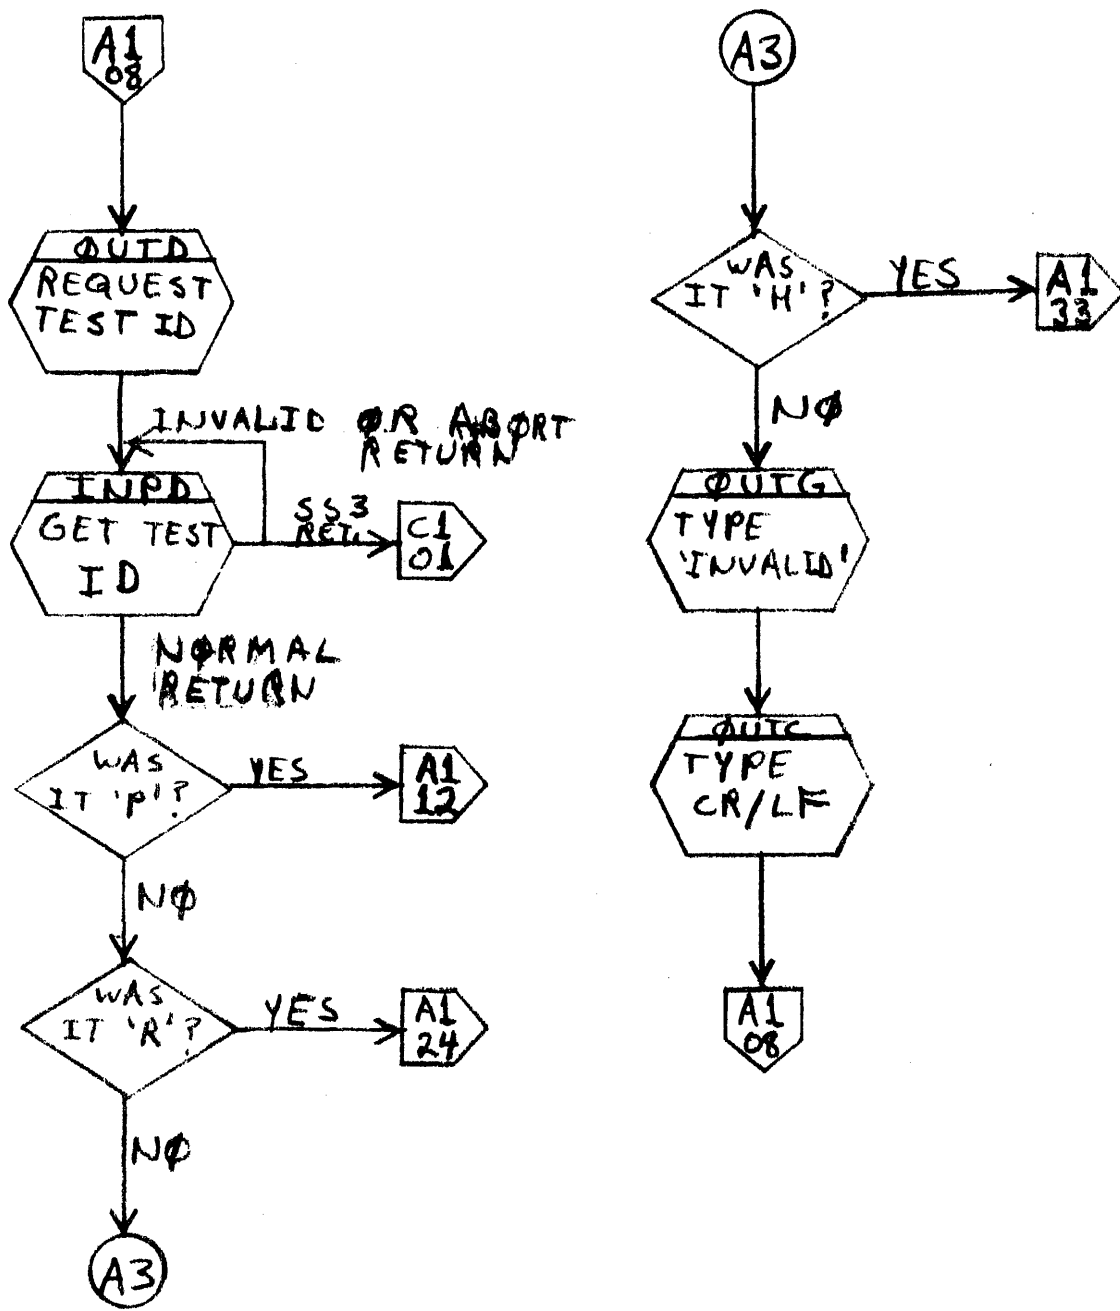 A1
08
ØUTD
REQUEST
TEST ID
INVALID ØR ABØRT
RETURN
INPD
GET TEST
ID
SS3
RET.
C1
01
NØRMAL
RETURN
WAS
IT 'P'?
YES
A1
12
NØ
WAS
IT 'R'?
YES
A1
24
NØ
A3
A3
WAS
IT 'H'?
YES
A1
33
NØ
ØUTG
TYPE
'INVALID'
ØUTC
TYPE
CR/LF
A1
08